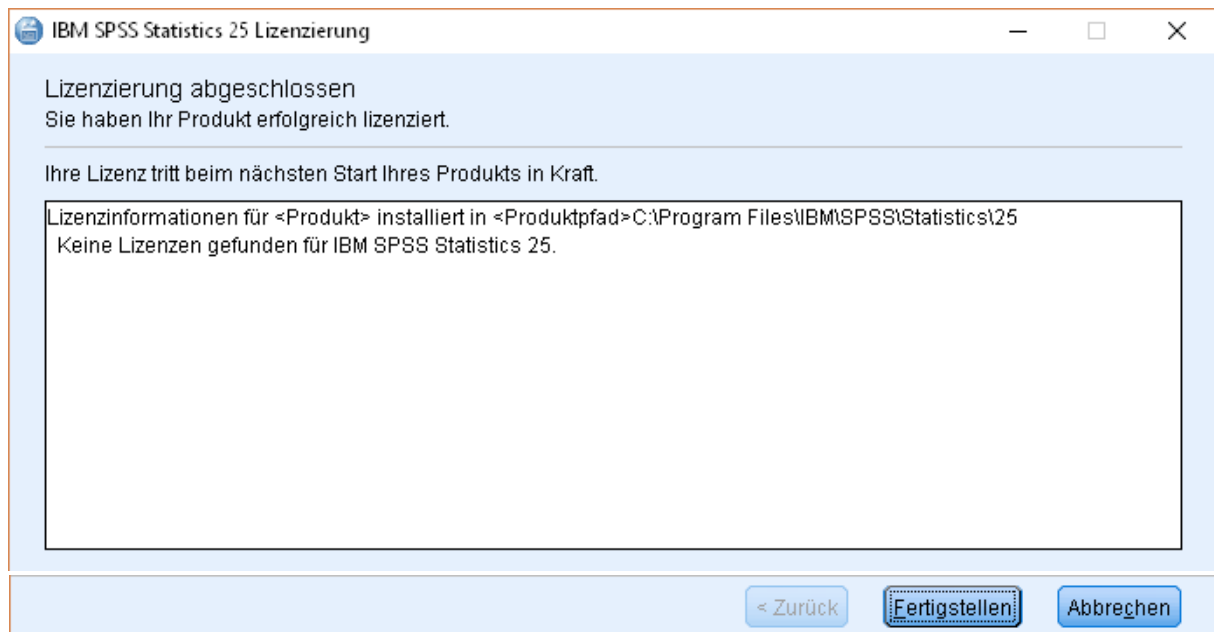 IBM SPSS Statistics 25 Lizenzierung
Lizenzierung abgeschlossen
Sie haben Ihr Produkt erfolgreich lizenziert.
Ihre Lizenz tritt beim nächsten Start Ihres Produkts in Kraft.
Lizenzinformationen für <Produkt> installiert in <Produktpfad>C:\Program Files\IBM\SPSS\Statistics\25
Keine Lizenzen gefunden für IBM SPSS Statistics 25.
< Zurück Fertigstellen Abbrechen